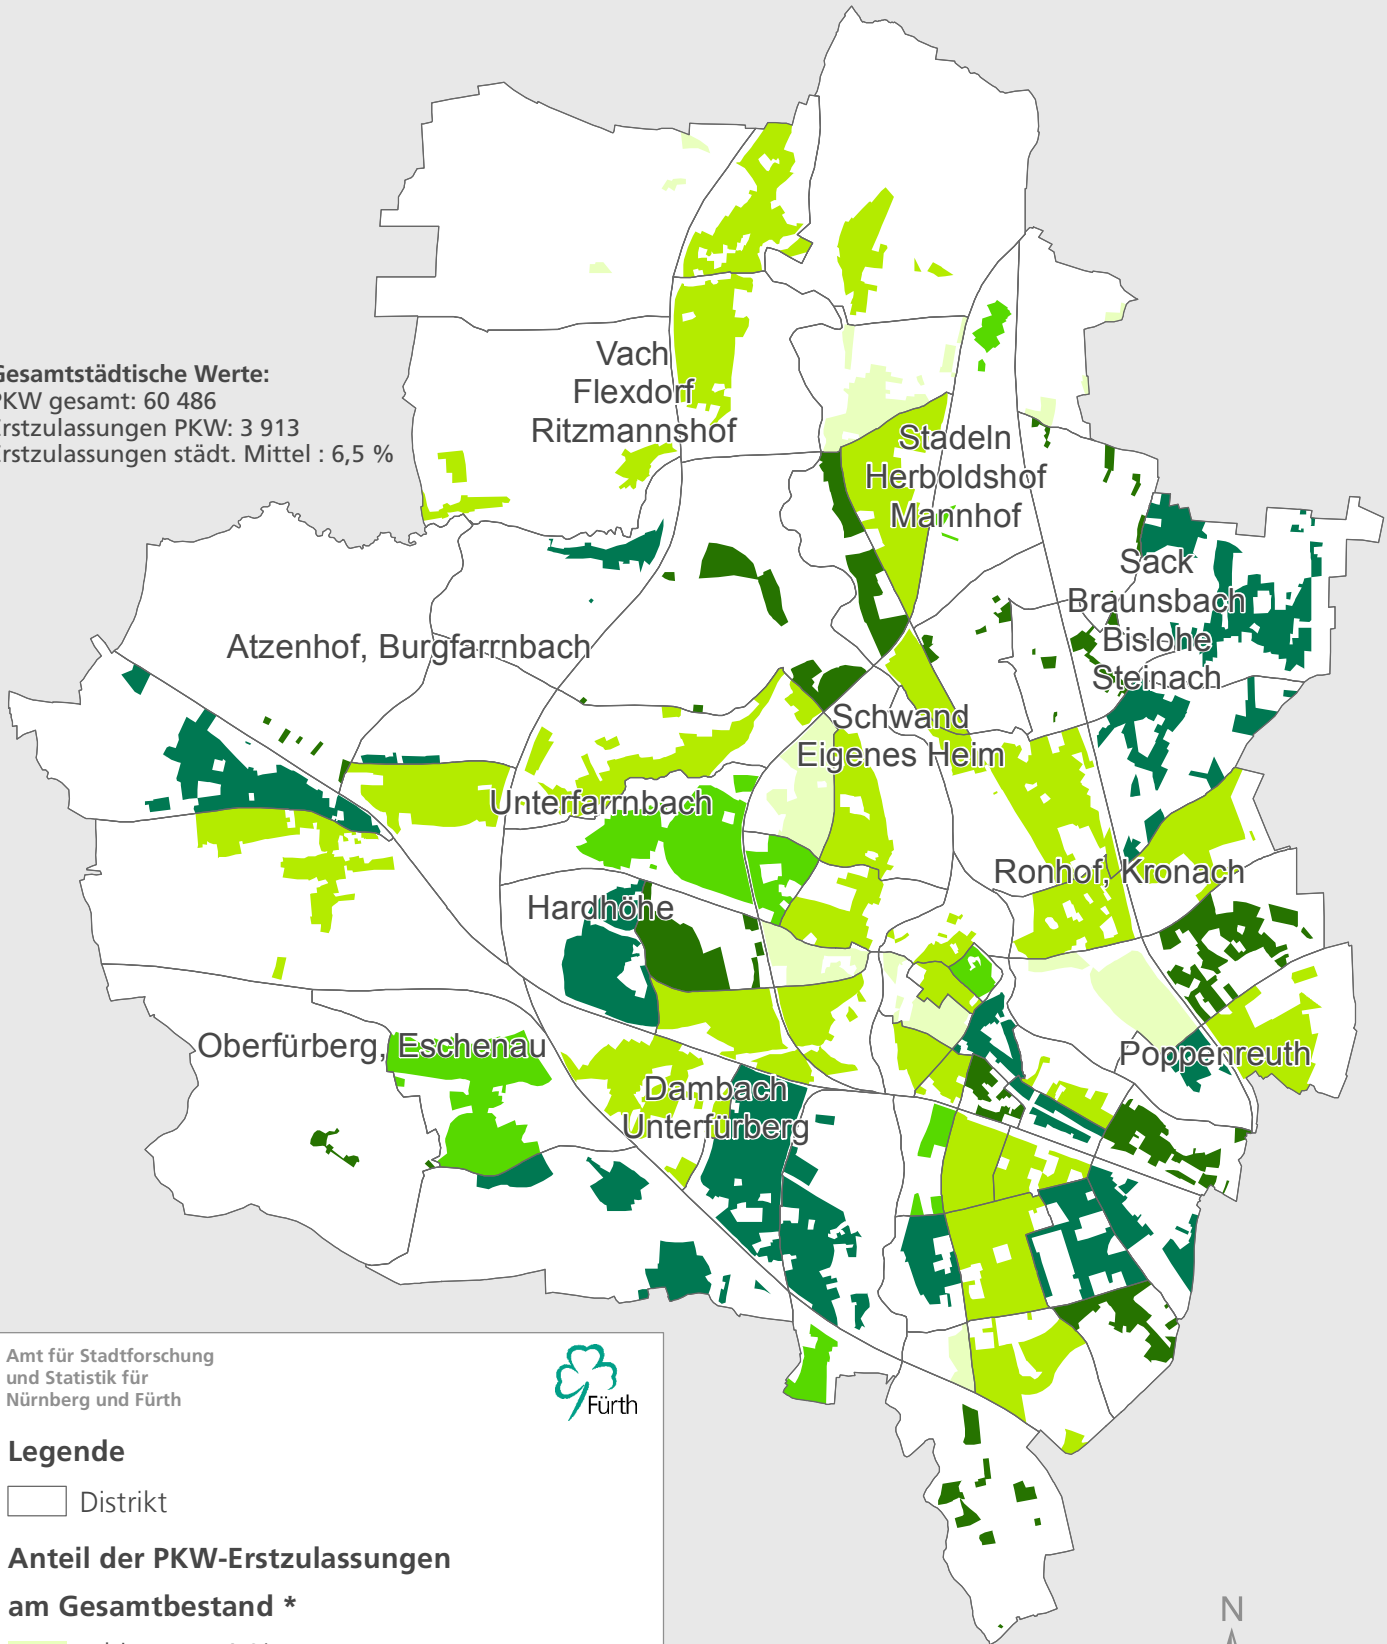 Vach
Flexdorf
Ritzmannshof
Gesamtstädtische Werte:
PKW gesamt: 60 486
Erstzulassungen PKW: 3 913
Erstzulassungen städt. Mittel : 6,5 %
Stadeln
Herboldshof
Mannhof
Sack
Braunsbach
Bislohe
Steinach
Atzenhof, Burgfarrnbach
Schwand
Eigenes Heim
Unterfarrnbach
Ronhof, Kronach
Hardhöhe
Oberfürberg, Eschenau
Poppenreuth
Dambach
Unterfürberg
Amt für Stadtforschung
und Statistik für
Nürnberg und Fürth
Fürth
Legende
Distrikt
Anteil der PKW-Erstzulassungen
am Gesamtbestand *
N